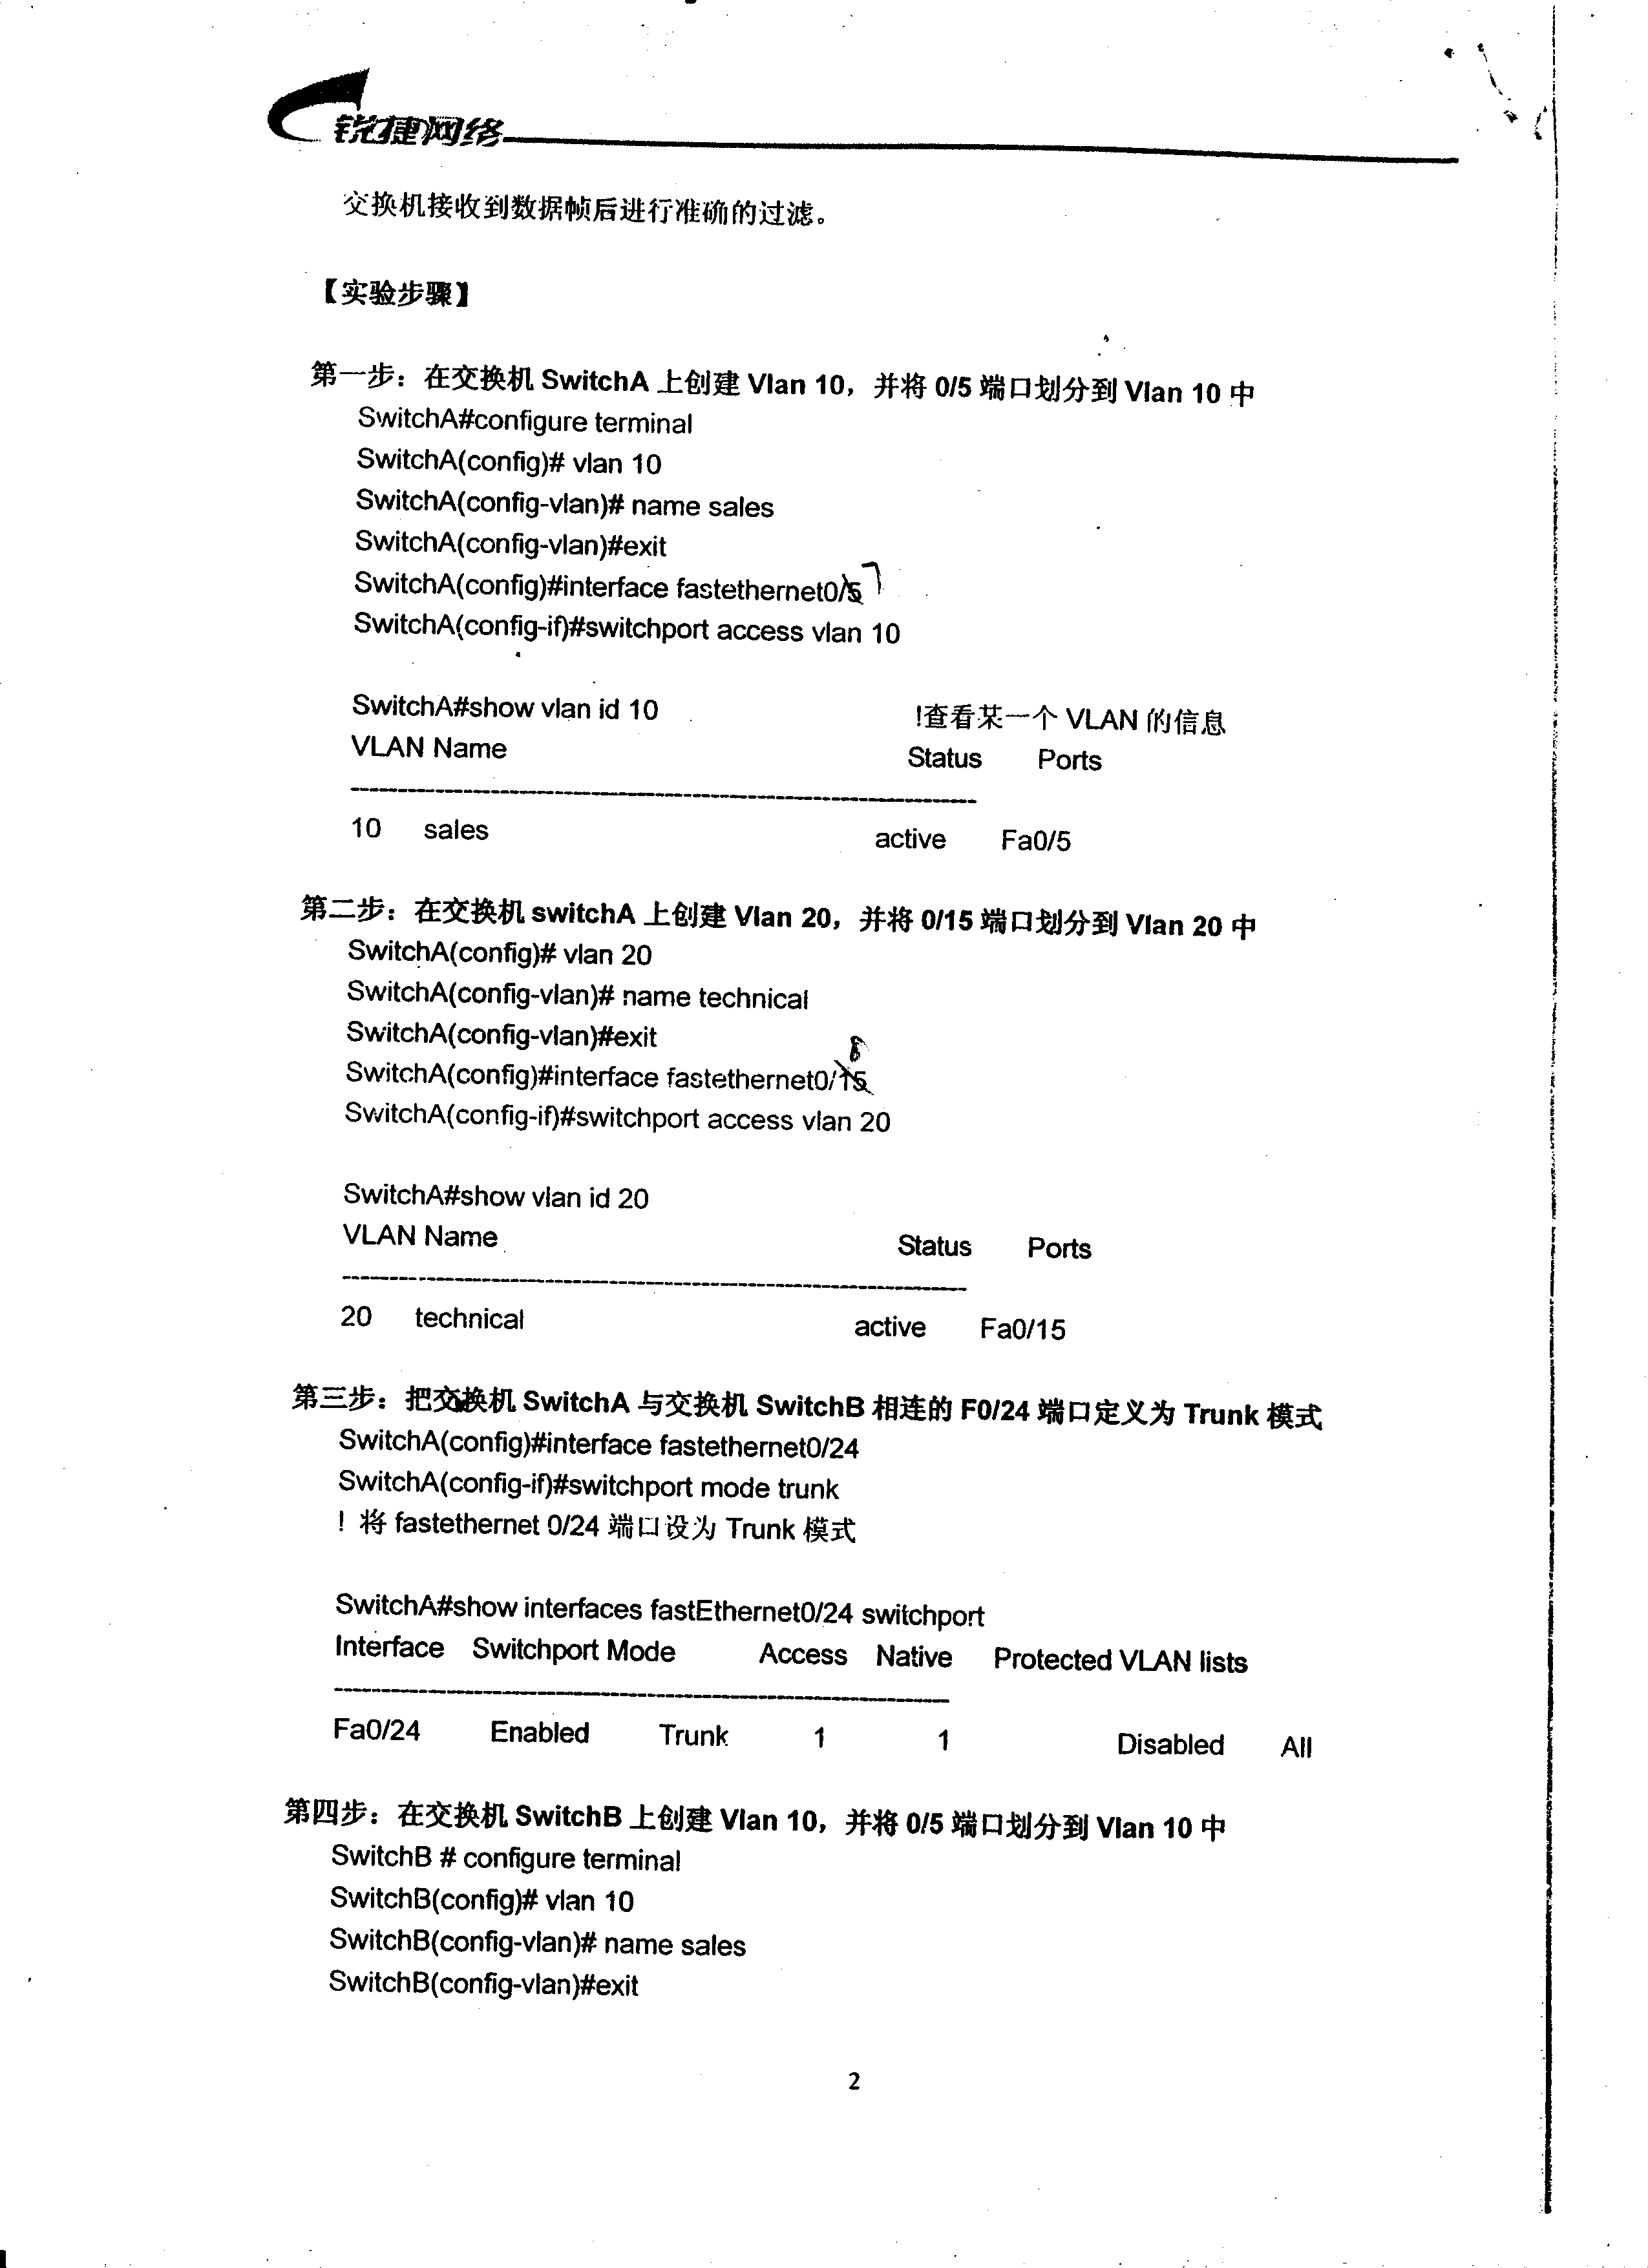 锐捷网络
交换机接收到数据帧后进行准确的过滤。
【实验步骤】
第一步：在交换机 SwitchA 上创建 Vlan 10，并将 0/5 端口划分到 Vlan 10 中
SwitchA#configure terminal
SwitchA(config)# vlan 10
SwitchA(config-vlan)# name sales
SwitchA(config-vlan)#exit
SwitchA(config)#interface fastethernet0/5 7
SwitchA(config-if)#switchport access vlan 10
SwitchA#show vlan id 10 !查看某一个 VLAN 的信息
VLAN Name Status Ports
--------------------------------------------------------------------------------
10 sales active Fa0/5
第二步：在交换机 switchA 上创建 Vlan 20，并将 0/15 端口划分到 Vlan 20 中
SwitchA(config)# vlan 20
SwitchA(config-vlan)# name technical
SwitchA(config-vlan)#exit
8
SwitchA(config)#interface fastethernet0/15
SwitchA(config-if)#switchport access vlan 20
SwitchA#show vlan id 20
VLAN Name Status Ports
--------------------------------------------------------------------------------
20 technical active Fa0/15
第三步：把交换机 SwitchA 与交换机 SwitchB 相连的 F0/24 端口定义为 Trunk 模式
SwitchA(config)#interface fastethernet0/24
SwitchA(config-if)#switchport mode trunk
！将 fastethernet 0/24 端口设为 Trunk 模式
SwitchA#show interfaces fastEthernet0/24 switchport
Interface Switchport Mode Access Native Protected VLAN lists
--------------------------------------------------------------------------------
Fa0/24 Enabled Trunk 1 1 Disabled All
第四步：在交换机 SwitchB 上创建 Vlan 10，并将 0/5 端口划分到 Vlan 10 中
SwitchB # configure terminal
SwitchB(config)# vlan 10
SwitchB(config-vlan)# name sales
SwitchB(config-vlan)#exit
2